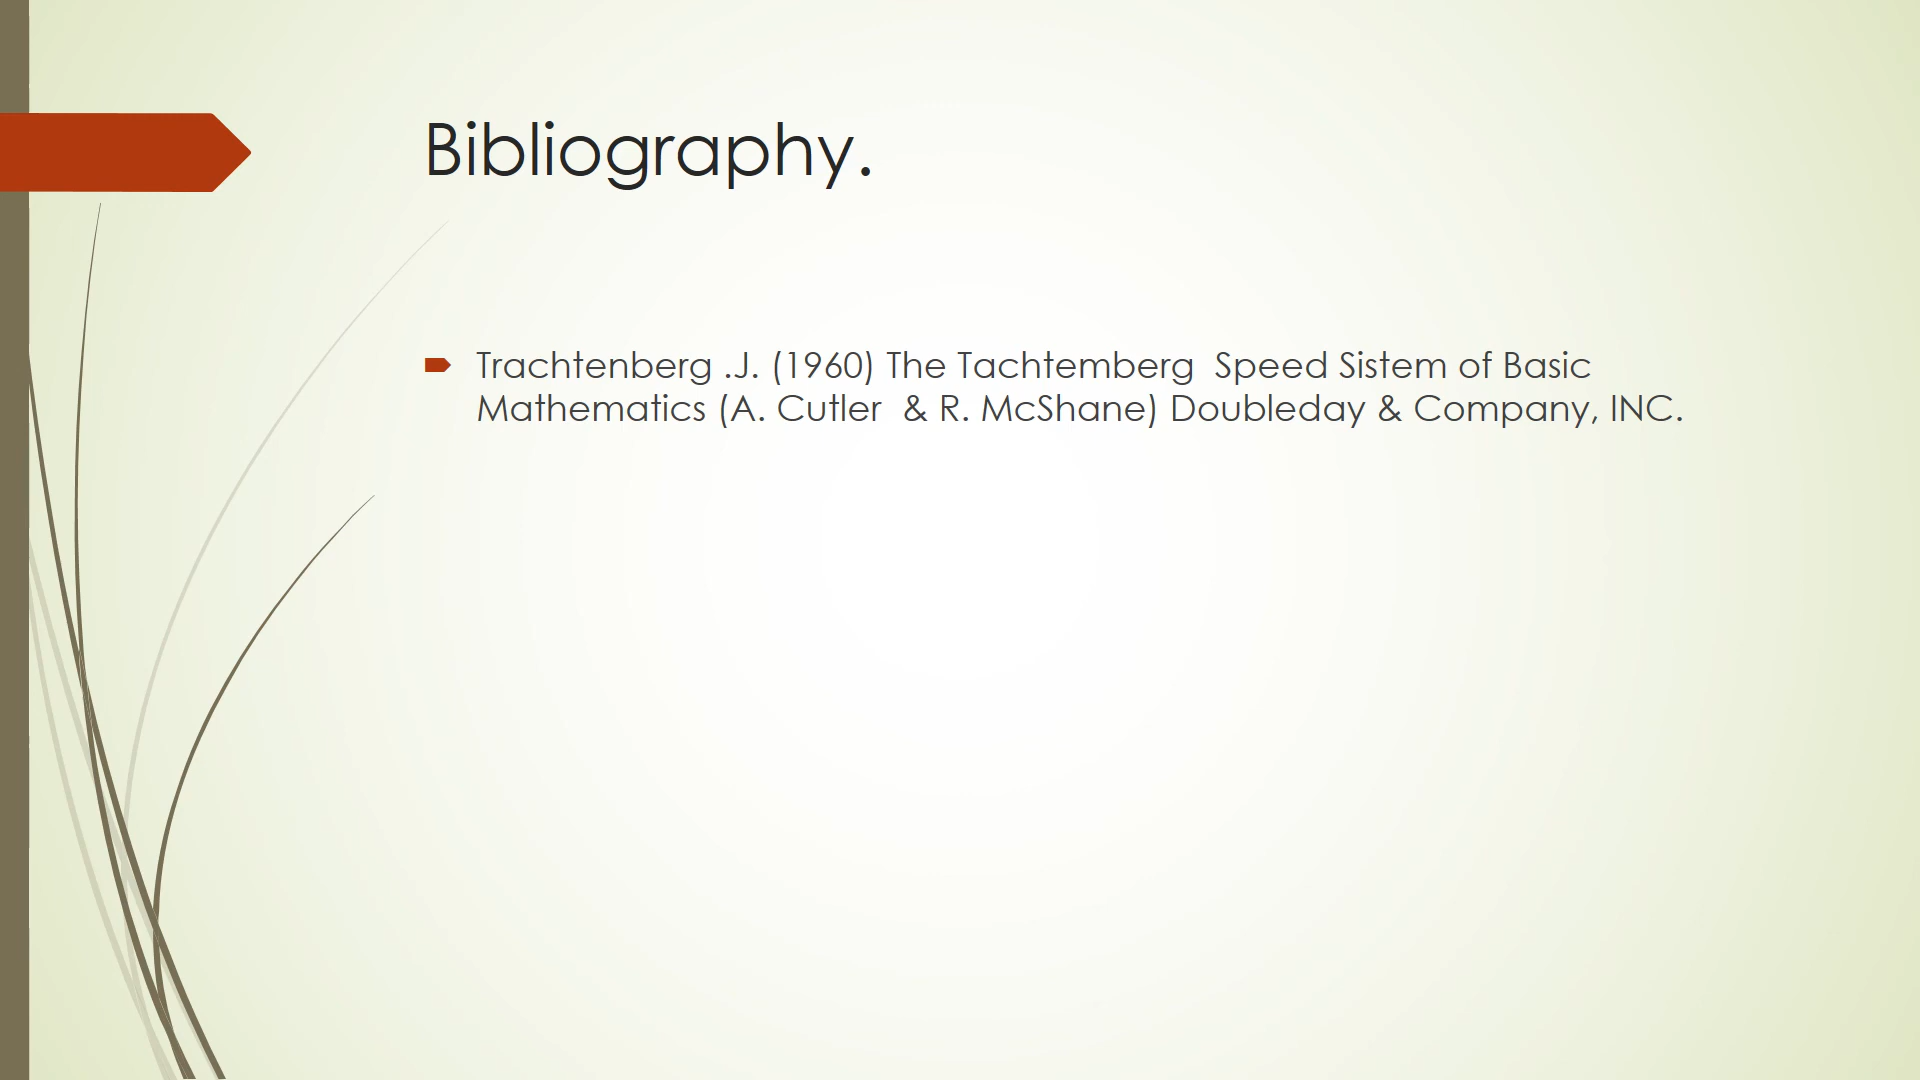 Bibliography.
Trachtenberg .J. (1960) The Tachtemberg  Speed Sistem of Basic
Mathematics (A. Cutler  & R. McShane) Doubleday & Company, INC.